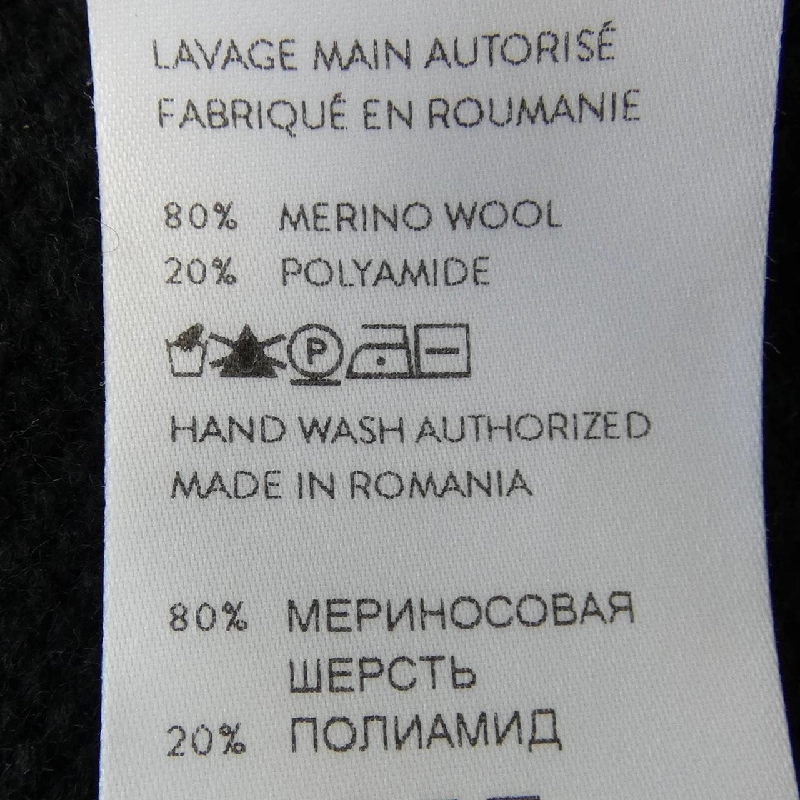 LAVAGE MAIN AUTORISÉ
FABRIQUÉ EN ROUMANIE
80% MERINO WOOL
20% POLYAMIDE
P
HAND WASH AUTHORIZED
MADE IN ROMANIA
80% МЕРИНОСОВАЯ
ШЕРСТЬ
20% ПОЛИАМИД